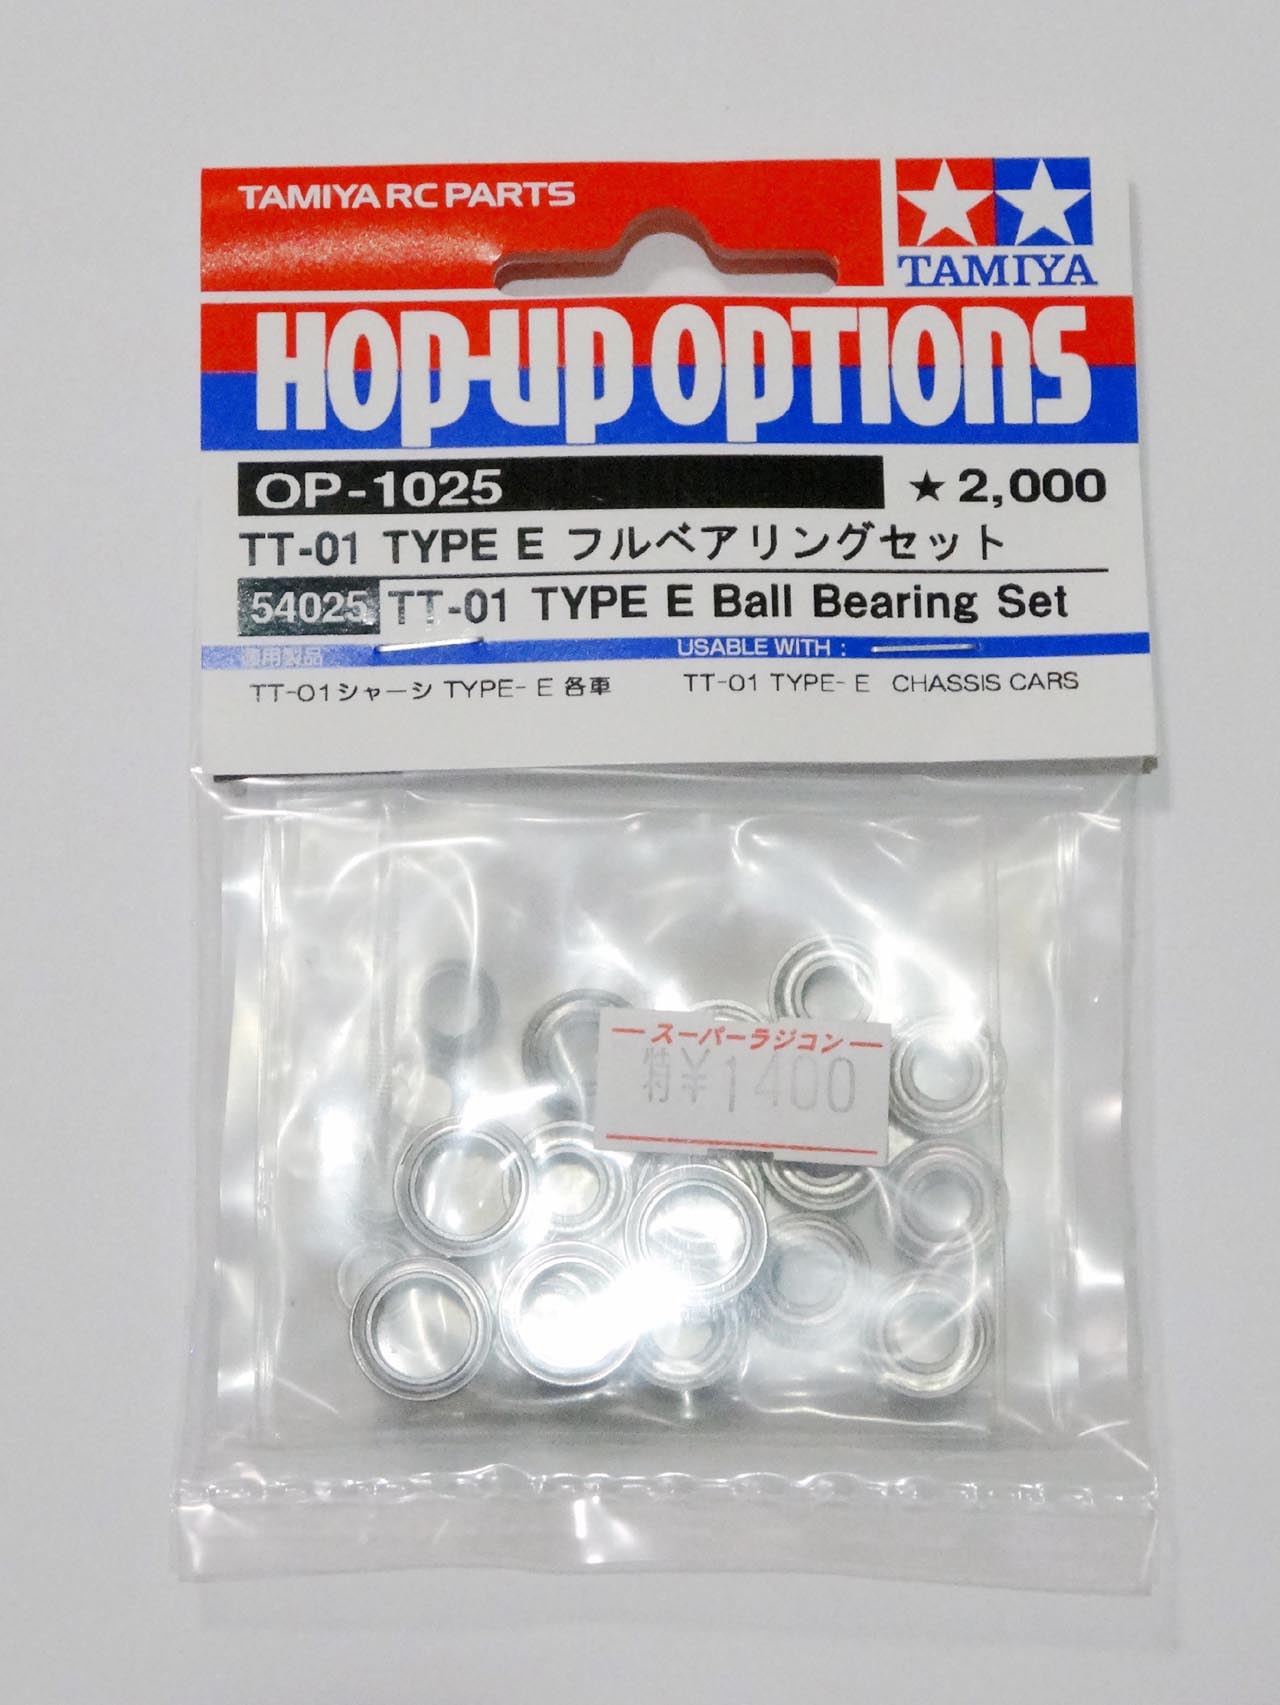 TAMIYA RC PARTS
TAMIYA
HOP-UP OPTIONS
OP-1025
★ 2,000
TT-01 TYPE E フルベアリングセット
54025 TT-01 TYPE E Ball Bearing Set
適用製品
USABLE WITH :
TT-01シャーシ TYPE-E 各車
TT-01 TYPE-E CHASSIS CARS
スーパーラジコン
特¥1400